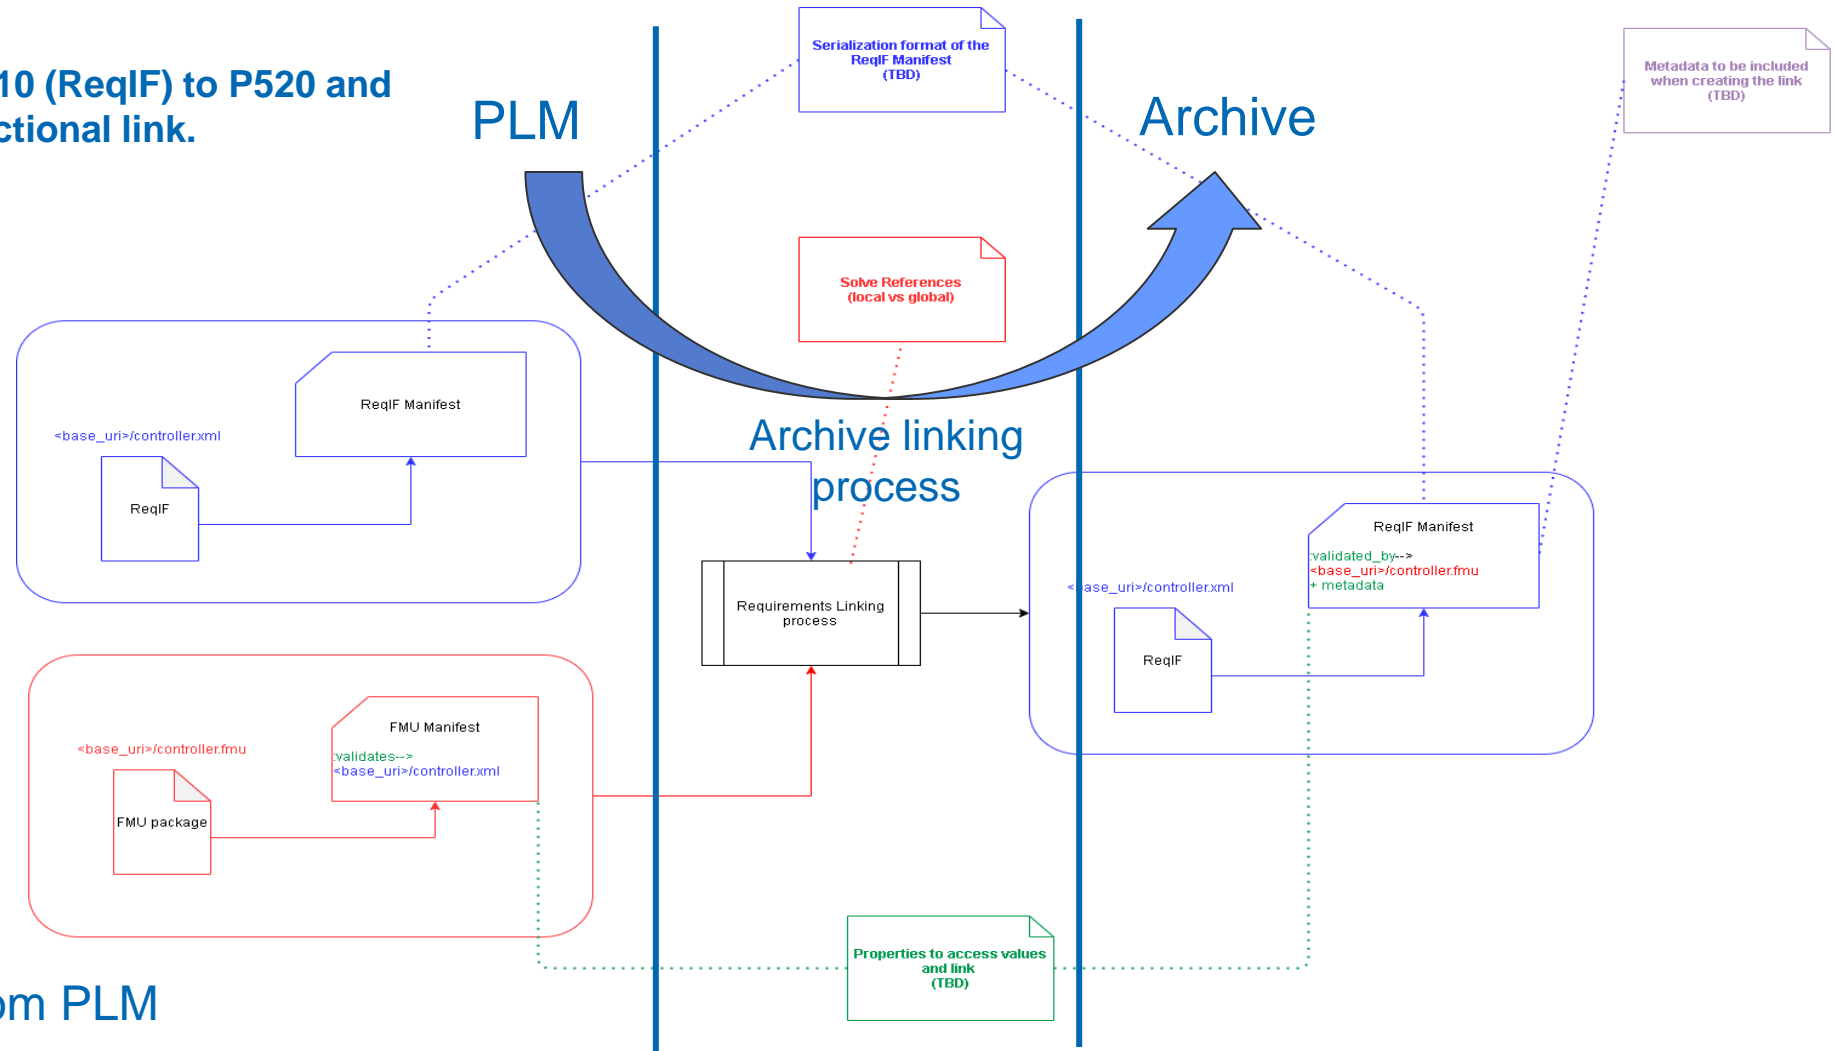 10 (ReqIF) to P520 and
ctional link.
PLM
Serialization format of the
ReqIF Manifest
(TBD)
Archive
Metadata to be included
when creating the link
(TBD)
Solve References
(local vs global)
ReqIF Manifest
<base_uri>/controller.xml
ReqIF
Archive linking
process
Requirements Linking
process
ReqIF Manifest
:validated_by-->
<base_uri>/controller.fmu
+ metadata
<base_uri>/controller.xml
ReqIF
FMU Manifest
:validates-->
<base_uri>/controller.xml
<base_uri>/controller.fmu
FMU package
Properties to access values
and link
(TBD)
om PLM